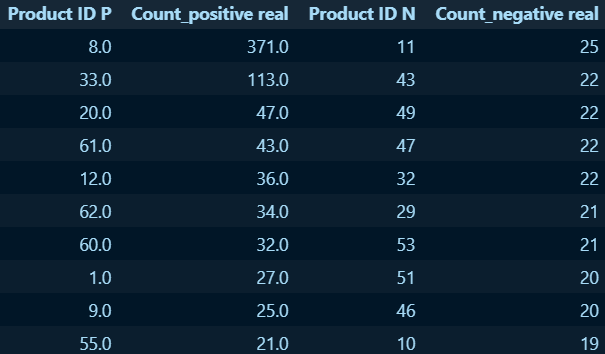 Product ID P Count_positive real Product ID N Count_negative real
8.0 371.0 11 25
33.0 113.0 43 22
20.0 47.0 49 22
61.0 43.0 47 22
12.0 36.0 32 22
62.0 34.0 29 21
60.0 32.0 53 21
1.0 27.0 51 20
9.0 25.0 46 20
55.0 21.0 10 19